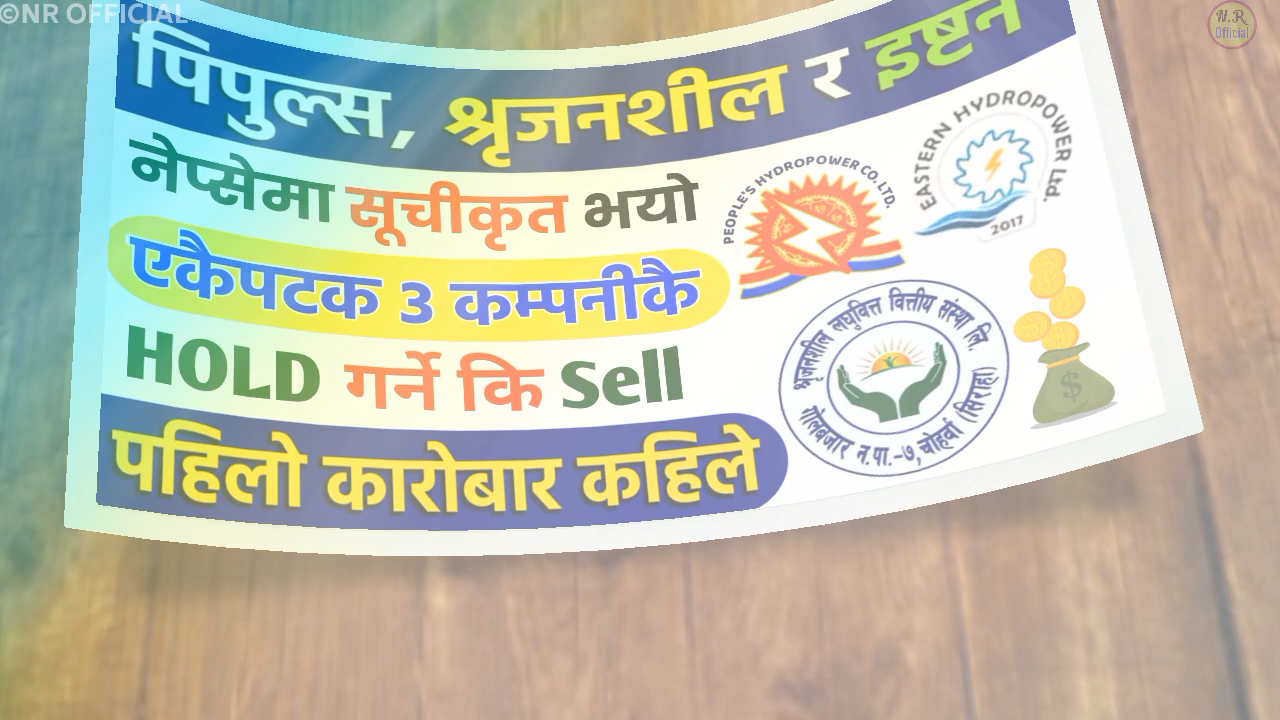 ©NR OFFICIAL
N.R
Official
पिपुल्स, श्रृजनशील र इष्टर्न
नेप्सेमा सूचीकृत भयो
एकैपटक 3 कम्पनीकै
HOLD गर्ने कि Sell
पहिलो कारोबार कहिले
PEOPLE'S HYDROPOWER CO.LTD.
EASTERN HYDROPOWER Ltd.
2017
श्रृजनशील लघुवित्त वित्तीय संस्था लि.
गोलबजार न.पा.-७, चोहर्वा (सिराहा)
$